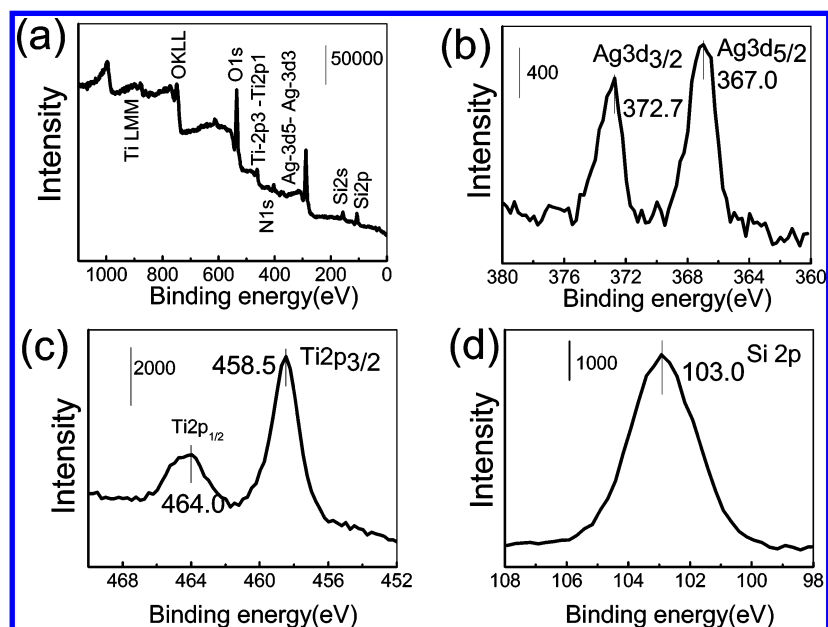 (a)
Intensity
Ti LMM
OKLL
O1s
Ti-2p3 -Ti2p1
N1s
Ag-3d5- Ag-3d3
Si2s
Si2p
50000
1000 800 600 400 200 0
Binding energy(eV)
(b)
Intensity
400
Ag3d3/2
372.7
Ag3d5/2
367.0
380 376 372 368 364 360
Binding energy(eV)
(c)
Intensity
2000
Ti2p1/2
464.0
458.5
Ti2p3/2
468 464 460 456 452
Binding energy(eV)
(d)
Intensity
1000
Si 2p
103.0
108 106 104 102 100 98
Binding energy(eV)